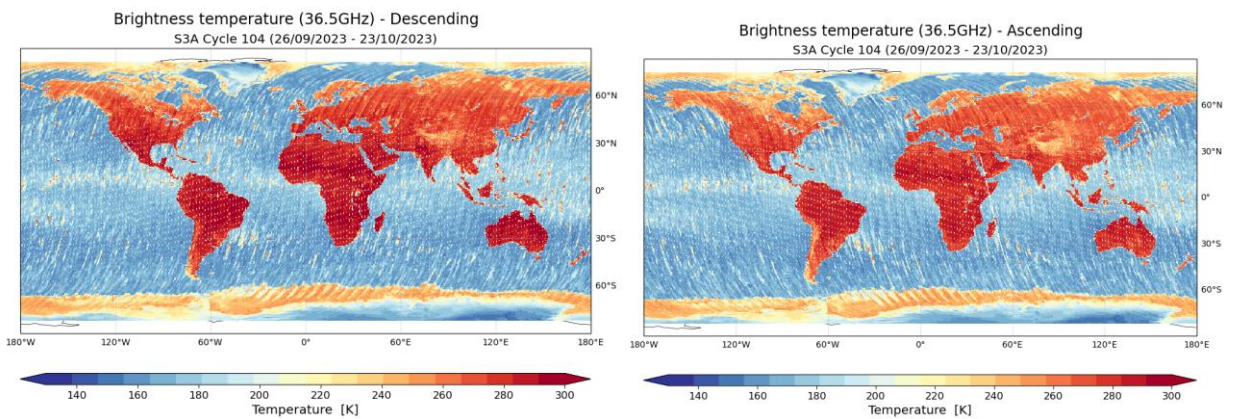 Brightness temperature (36.5GHz) - Descending
S3A Cycle 104 (26/09/2023 - 23/10/2023)
60°N
30°N
0°
30°S
60°S
180°W 120°W 60°W 0° 60°E 120°E 180°E
140 160 180 200 220 240 260 280 300
Temperature [K]
Brightness temperature (36.5GHz) - Ascending
S3A Cycle 104 (26/09/2023 - 23/10/2023)
60°N
30°N
0°
30°S
60°S
180°W 120°W 60°W 0° 60°E 120°E 180°E
140 160 180 200 220 240 260 280 300
Temperature [K]